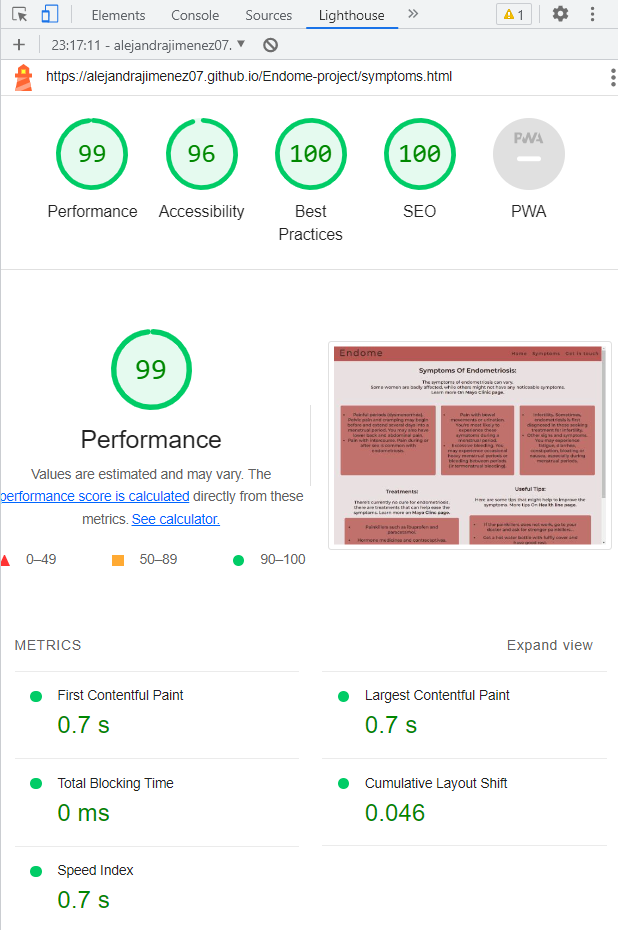 Elements Console Sources Lighthouse » 1
23:17:11 - alejandrajimenez07.
https://alejandrajimenez07.github.io/Endome-project/symptoms.html
99 96 100 100 PWA
Performance Accessibility Best Practices SEO PWA
99
Performance
Values are estimated and may vary. The
performance score is calculated directly from these
metrics. See calculator.
0–49 50–89 90–100
Endome Home Symptoms Get in touch
Symptoms Of Endometriosis:
The symptoms of endometriosis can vary.
Some women are badly affected, while others might not have any noticeable symptoms.
Learn more On Mayo Clinic page.
Treatments:
There's currently no cure for endometriosis,
there are treatments that can help ease the
symptoms. Learn more on Mayo Clinic page.
Useful Tips:
Here are some tips that might help to improve the
symptoms. More tips On Health line page.
METRICS Expand view
First Contentful Paint
0.7 s
Largest Contentful Paint
0.7 s
Total Blocking Time
0 ms
Cumulative Layout Shift
0.046
Speed Index
0.7 s